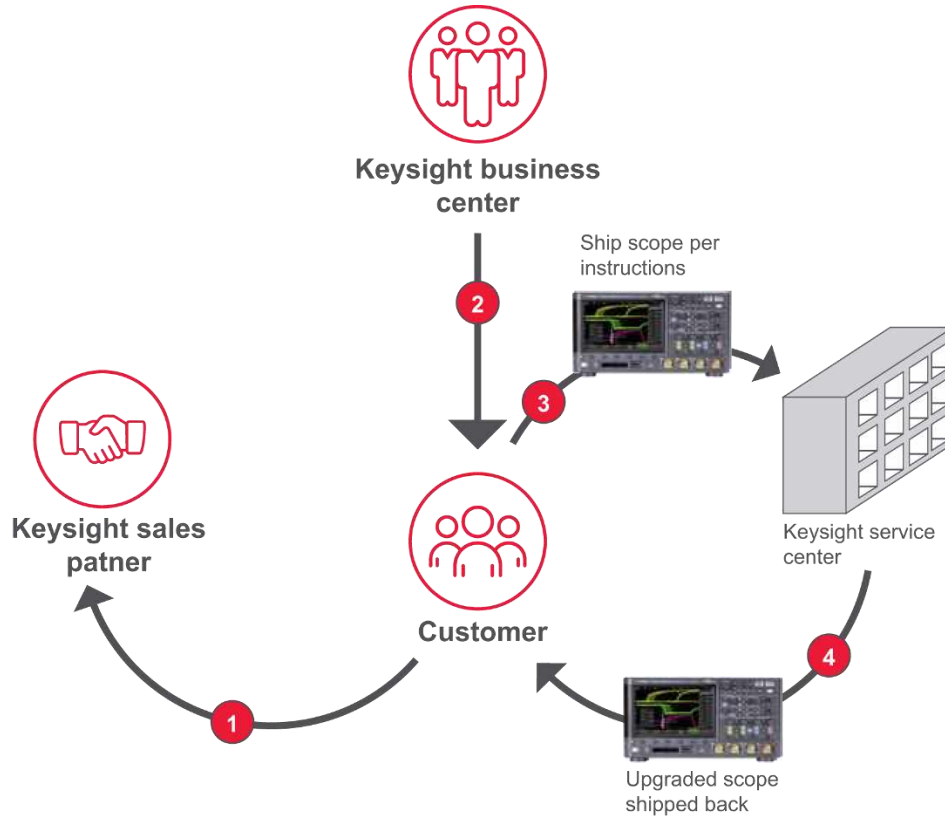 Keysight business
center
Ship scope per
instructions
2
3
Keysight sales
patner
Keysight service
center
Customer
4
1
Upgraded scope
shipped back